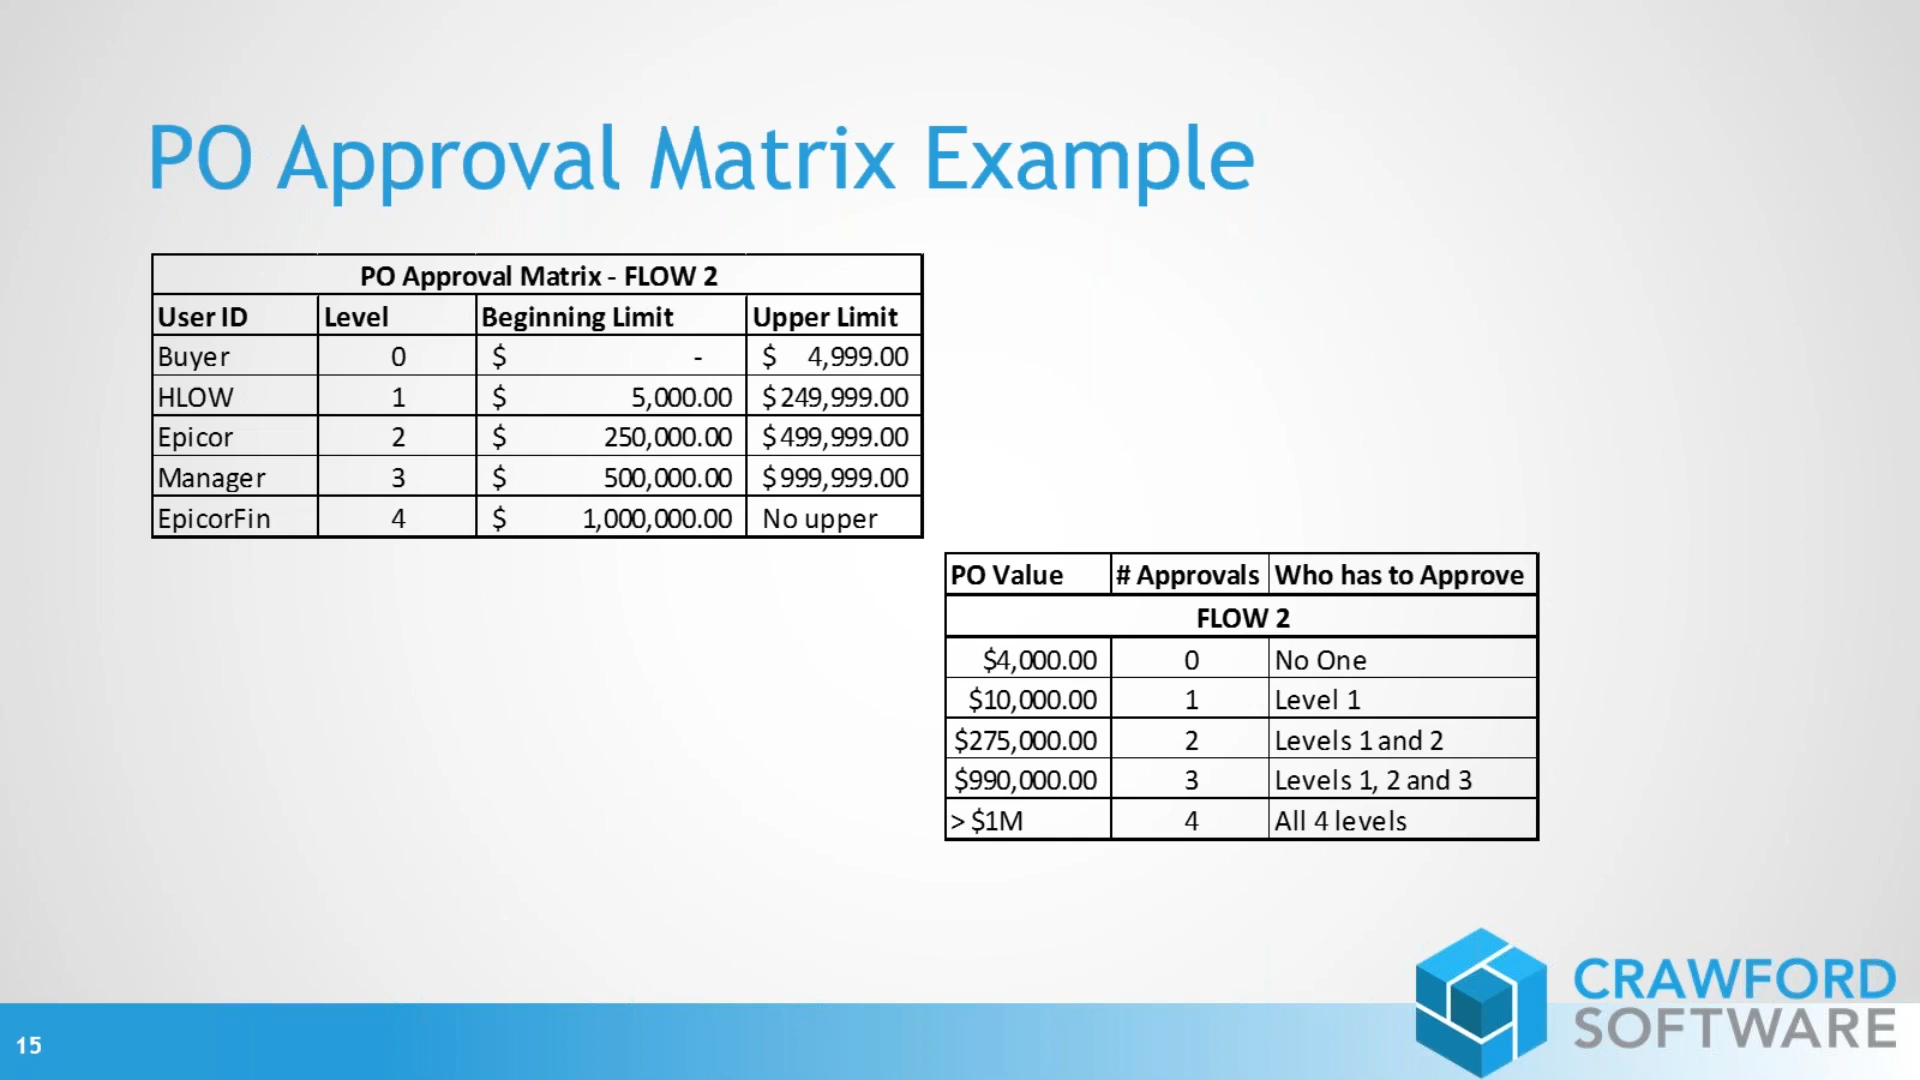 PO Approval Matrix Example
PO Approval Matrix - FLOW 2
User ID Level Beginning Limit Upper Limit
Buyer 0 $ - $ 4,999.00
HLOW 1 $ 5,000.00 $249,999.00
Epicor 2 $ 250,000.00 $499,999.00
Manager 3 $ 500,000.00 $999,999.00
EpicorFin 4 $ 1,000,000.00 No upper
PO Value # Approvals Who has to Approve
FLOW 2
$4,000.00 0 No One
$10,000.00 1 Level 1
$275,000.00 2 Levels 1 and 2
$990,000.00 3 Levels 1, 2 and 3
> $1M 4 All 4 levels
CRAWFORD
SOFTWARE
15